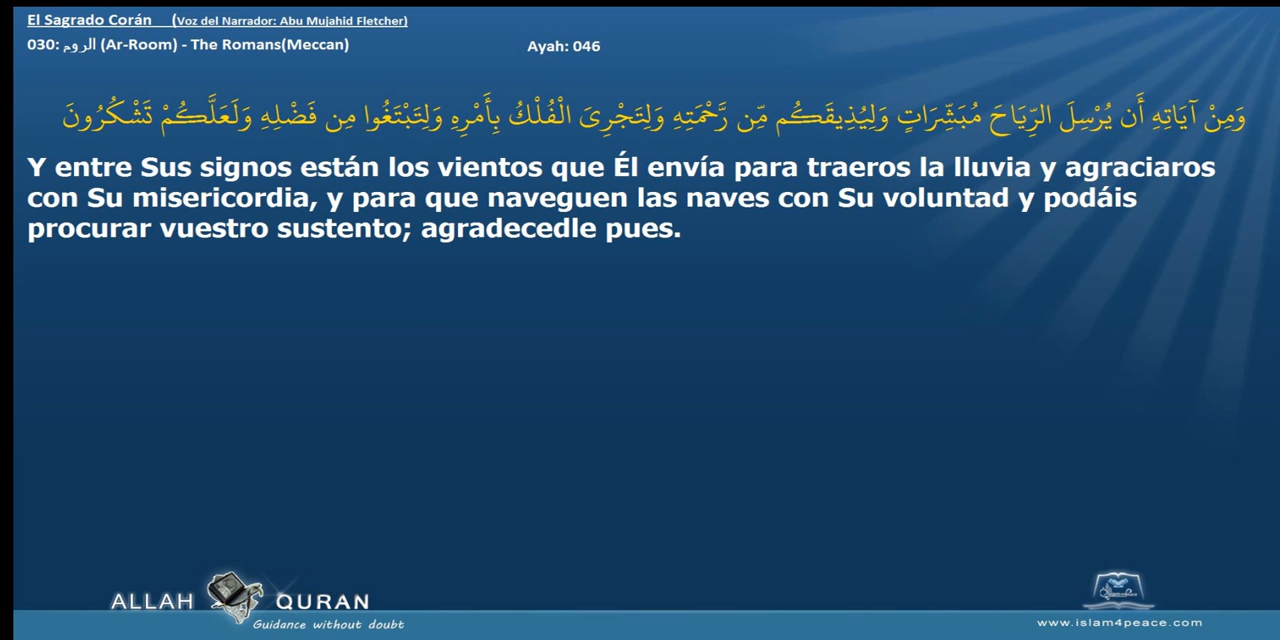 El Sagrado Corán (Voz del Narrador: Abu Mujahid Fletcher)
030: الروم (Ar-Room) - The Romans(Meccan) Ayah: 046
وَمِنْ آيَاتِهِ أَن يُرْسِلَ الرِّيَاحَ مُبَشِّرَاتٍ وَلِيُذِيقَكُم مِّن رَّحْمَتِهِ وَلِتَجْرِىَ الْفُلْكُ بِأَمْرِهِ وَلِتَبْتَغُوا مِن فَضْلِهِ وَلَعَلَّكُمْ تَشْكُرُونَ
Y entre Sus signos están los vientos que Él envía para traeros la lluvia y agraciaros
con Su misericordia, y para que naveguen las naves con Su voluntad y podáis
procurar vuestro sustento; agradecedle pues.
ALLAH QURAN
Guidance without doubt
www.islam4peace.com